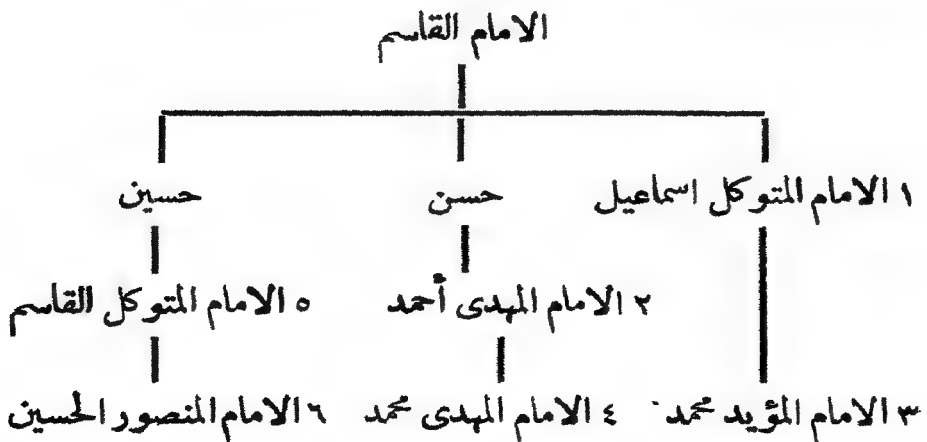 الامام القاسم
١ الامام المتوكل اسماعيل حسن حسين
٢ الامام المهدى أحمد ٥ الامام المتوكل القاسم
٣ الامام المؤيد محمد ٤ الامام المهدى محمد ٦ الامام المنصور الحسين